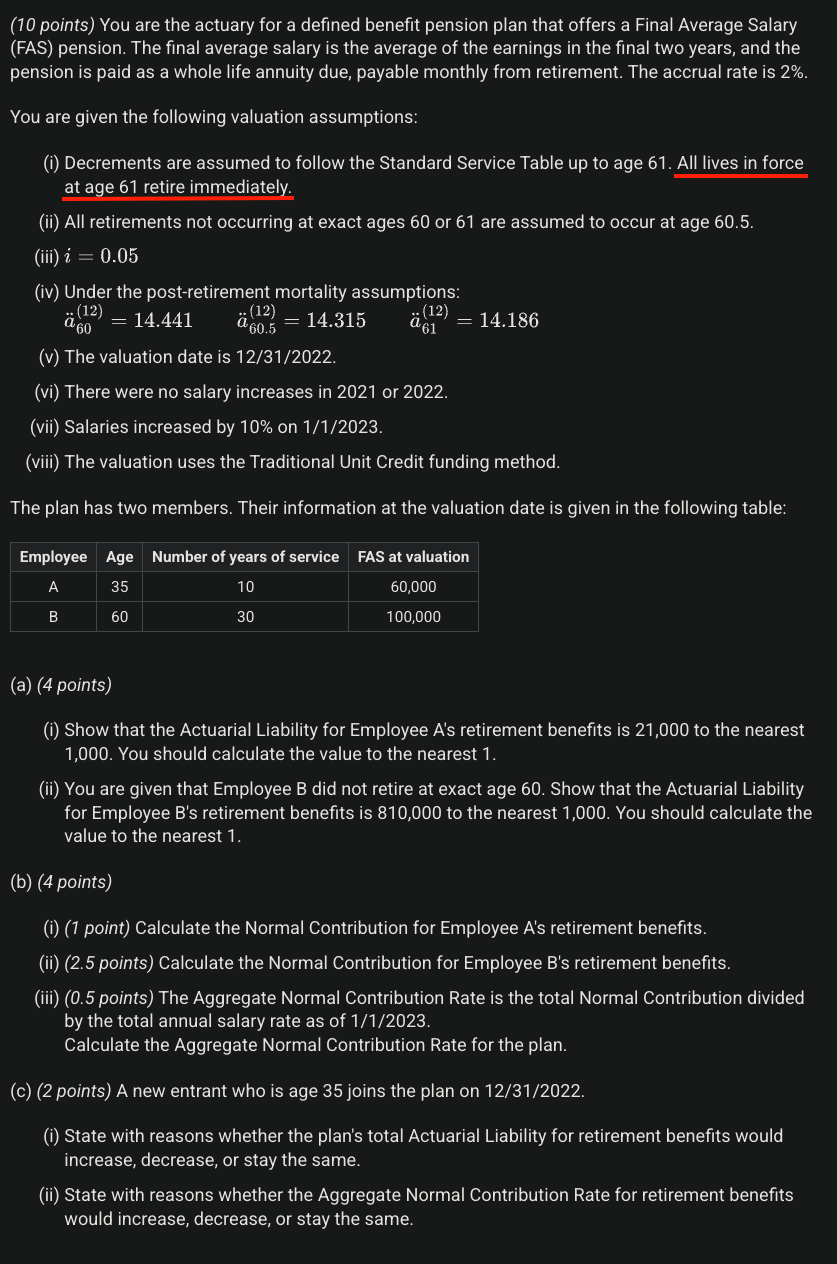 (10 points) You are the actuary for a defined benefit pension plan that offers a Final Average Salary
(FAS) pension. The final average salary is the average of the earnings in the final two years, and the
pension is paid as a whole life annuity due, payable monthly from retirement. The accrual rate is 2%.
You are given the following valuation assumptions:
(i) Decrements are assumed to follow the Standard Service Table up to age 61. All lives in force
at age 61 retire immediately.
(ii) All retirements not occurring at exact ages 60 or 61 are assumed to occur at age 60.5.
(iii) i = 0.05
(iv) Under the post-retirement mortality assumptions:
ä_{60}^{(12)} = 14.441 ä_{60.5}^{(12)} = 14.315 ä_{61}^{(12)} = 14.186
(v) The valuation date is 12/31/2022.
(vi) There were no salary increases in 2021 or 2022.
(vii) Salaries increased by 10% on 1/1/2023.
(viii) The valuation uses the Traditional Unit Credit funding method.
The plan has two members. Their information at the valuation date is given in the following table:
Employee Age Number of years of service FAS at valuation
A 35 10 60,000
B 60 30 100,000
(a) (4 points)
(i) Show that the Actuarial Liability for Employee A's retirement benefits is 21,000 to the nearest
1,000. You should calculate the value to the nearest 1.
(ii) You are given that Employee B did not retire at exact age 60. Show that the Actuarial Liability
for Employee B's retirement benefits is 810,000 to the nearest 1,000. You should calculate the
value to the nearest 1.
(b) (4 points)
(i) (1 point) Calculate the Normal Contribution for Employee A's retirement benefits.
(ii) (2.5 points) Calculate the Normal Contribution for Employee B's retirement benefits.
(iii) (0.5 points) The Aggregate Normal Contribution Rate is the total Normal Contribution divided
by the total annual salary rate as of 1/1/2023.
Calculate the Aggregate Normal Contribution Rate for the plan.
(c) (2 points) A new entrant who is age 35 joins the plan on 12/31/2022.
(i) State with reasons whether the plan's total Actuarial Liability for retirement benefits would
increase, decrease, or stay the same.
(ii) State with reasons whether the Aggregate Normal Contribution Rate for retirement benefits
would increase, decrease, or stay the same.